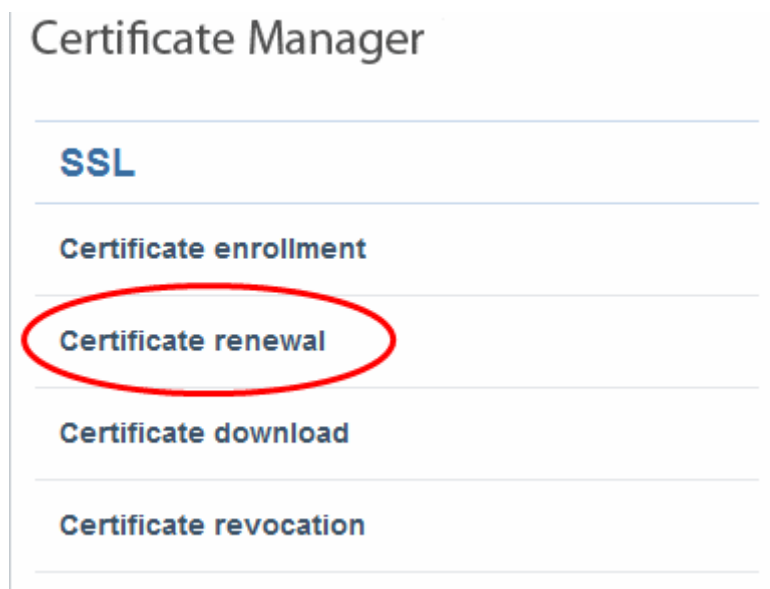 Certificate Manager
SSL
Certificate enrollment
Certificate renewal
Certificate download
Certificate revocation